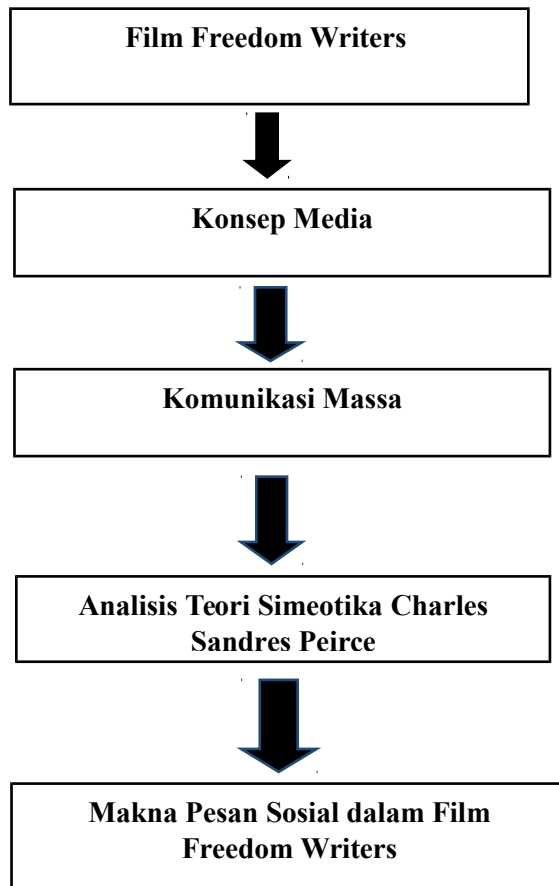 Film Freedom Writers
Konsep Media
Komunikasi Massa
Analisis Teori Simeotika Charles
Sandres Peirce
Makna Pesan Sosial dalam Film
Freedom Writers